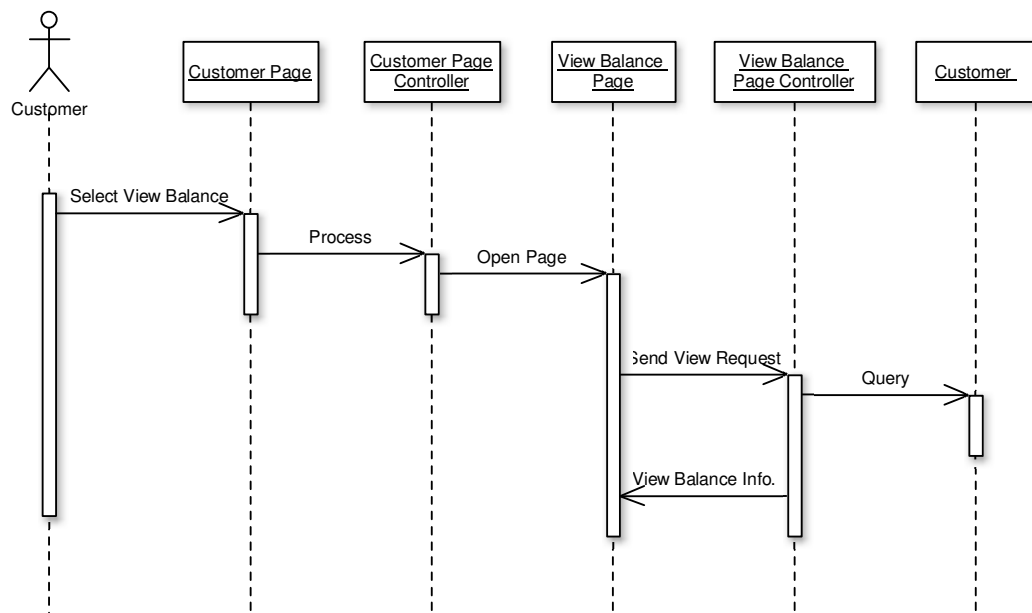 Customer
Customer Page
Customer Page
Controller
View Balance
Page
View Balance
Page Controller
Customer
Select View Balance
Process
Open Page
Send View Request
Query
View Balance Info.